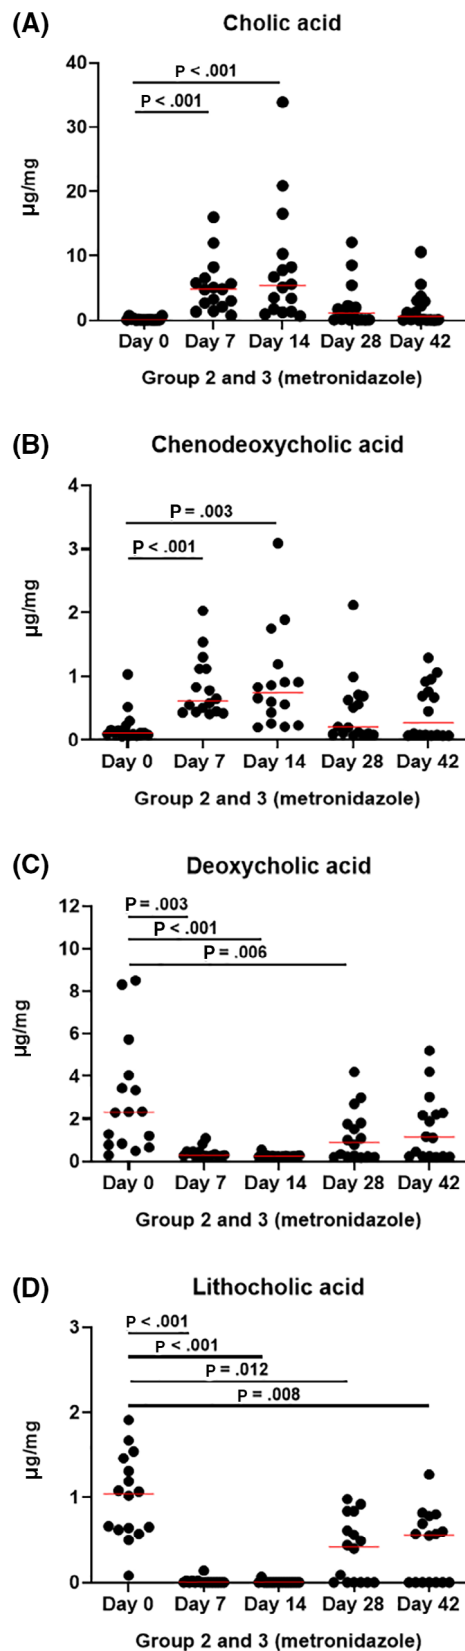 (A)
Cholic acid
P < .001
P < .001
40
30
20
10
0
µg/mg
Day 0 Day 7 Day 14 Day 28 Day 42
Group 2 and 3 (metronidazole)
(B)
Chenodeoxycholic acid
P = .003
P < .001
4
3
2
1
0
µg/mg
Day 0 Day 7 Day 14 Day 28 Day 42
Group 2 and 3 (metronidazole)
(C)
Deoxycholic acid
P = .003
P < .001
P = .006
12
10
8
6
4
2
0
µg/mg
Day 0 Day 7 Day 14 Day 28 Day 42
Group 2 and 3 (metronidazole)
(D)
Lithocholic acid
P < .001
P < .001
P = .012
P = .008
3
2
1
0
µg/mg
Day 0 Day 7 Day 14 Day 28 Day 42
Group 2 and 3 (metronidazole)